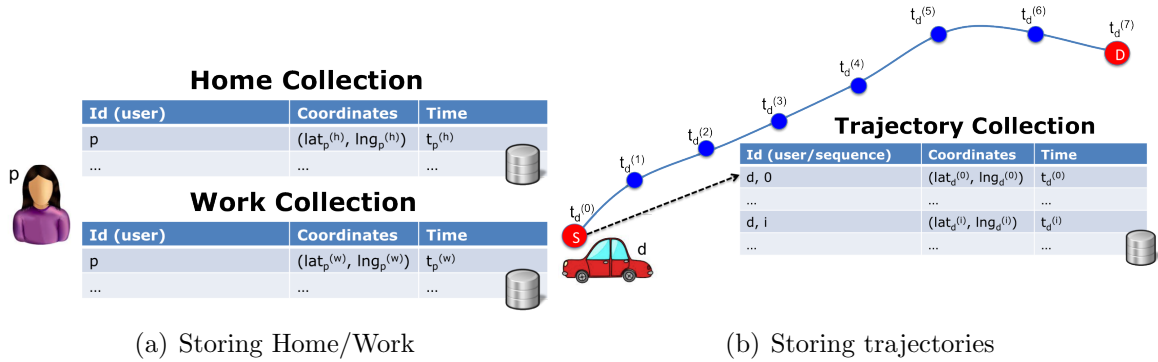 Home Collection
Id (user) Coordinates Time
p (lat_p^(h), lng_p^(h)) t_p^(h)
... ... ...
p
Work Collection
Id (user) Coordinates Time
p (lat_p^(w), lng_p^(w)) t_p^(w)
... ... ...
(a) Storing Home/Work
t_d^(0)
t_d^(1)
t_d^(2)
t_d^(3)
t_d^(4)
t_d^(5)
t_d^(6)
t_d^(7)
S
D
d
Trajectory Collection
Id (user/sequence) Coordinates Time
d, 0 (lat_d^(0), lng_d^(0)) t_d^(0)
... ... ...
d, i (lat_d^(i), lng_d^(i)) t_d^(i)
... ... ...
(b) Storing trajectories